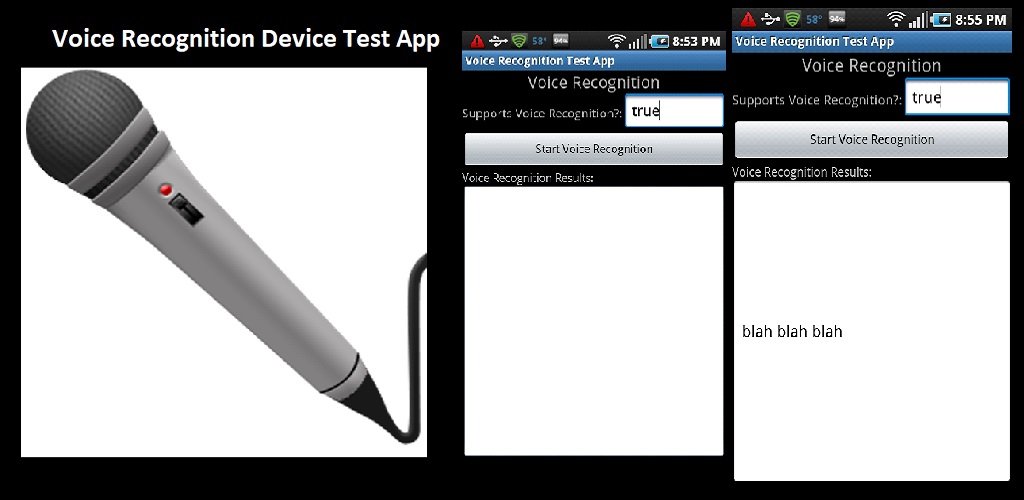 Voice Recognition Device Test App
58° 94% 8:53 PM
Voice Recognition Test App
Voice Recognition
Supports Voice Recognition?: true
Start Voice Recognition
Voice Recognition Results:
58° 94% 8:55 PM
Voice Recognition Test App
Voice Recognition
Supports Voice Recognition?: true
Start Voice Recognition
Voice Recognition Results:
blah blah blah